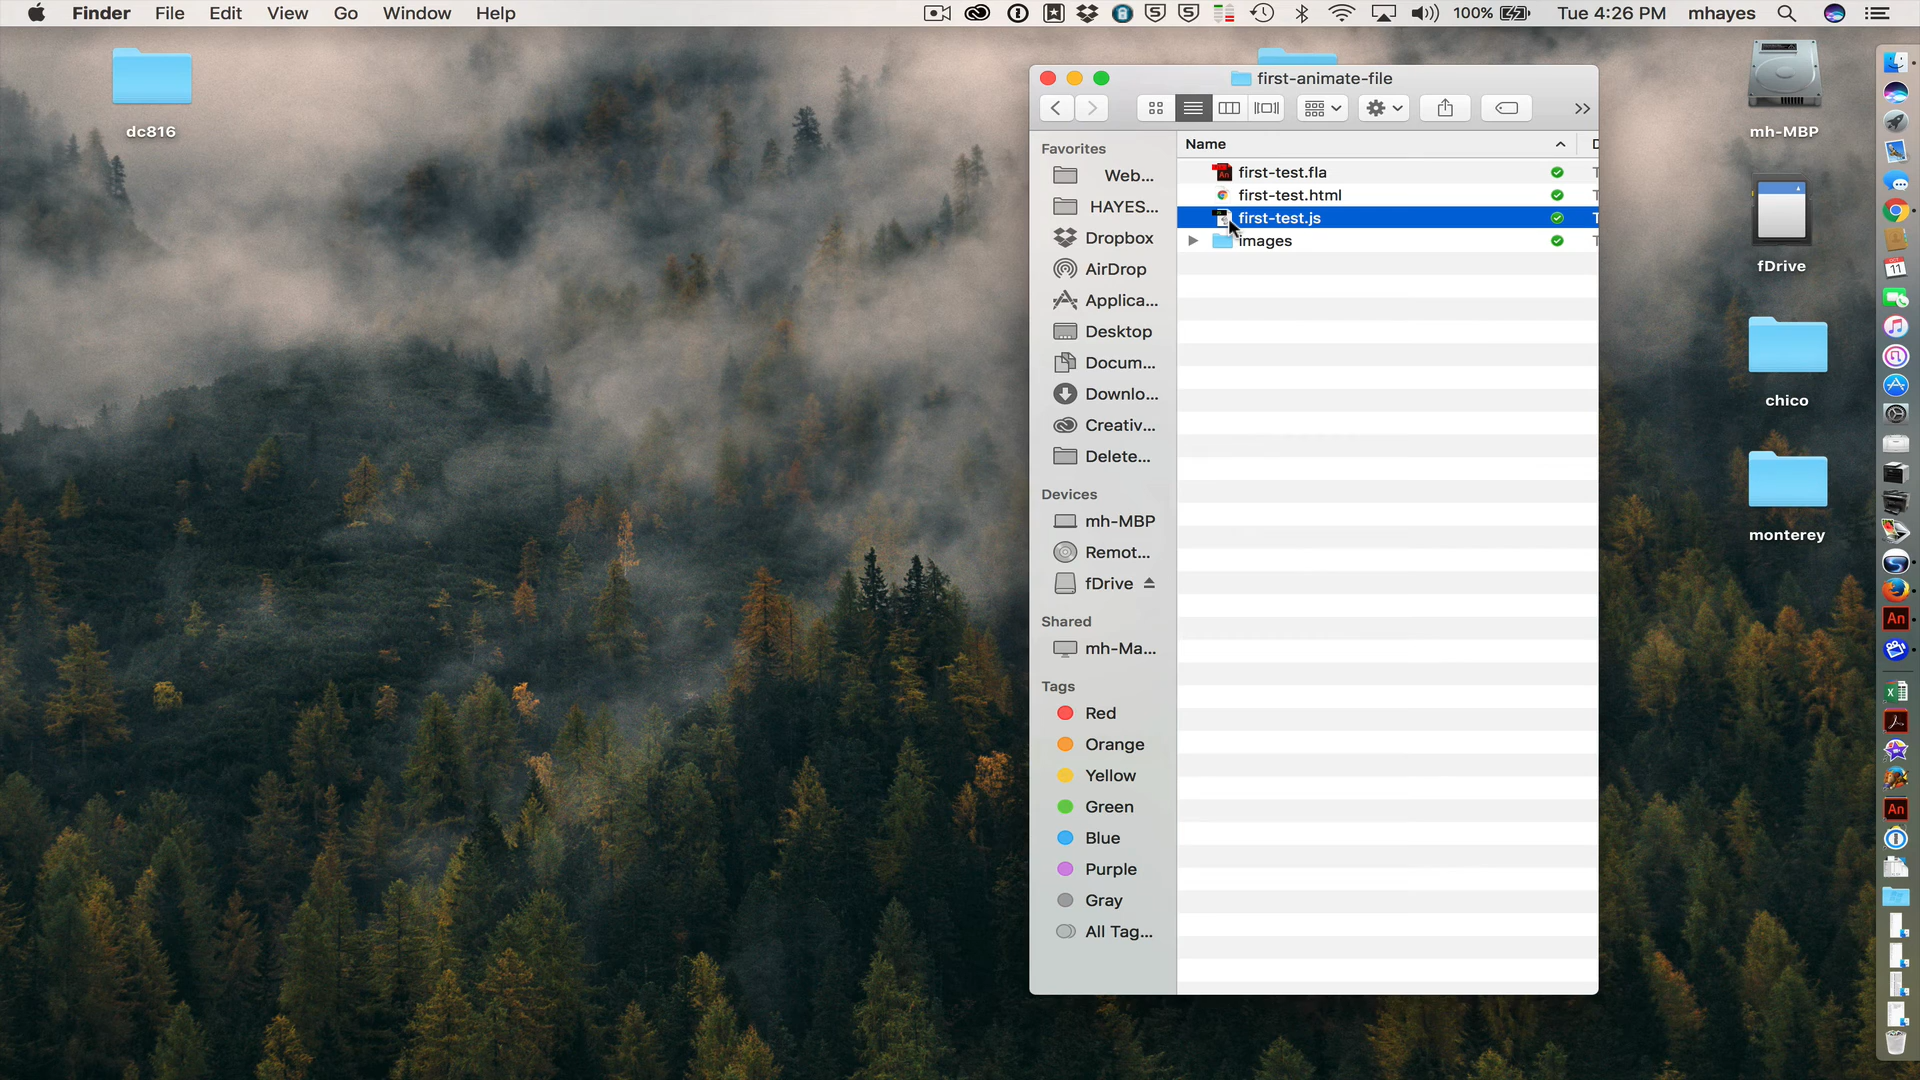 Finder File Edit View Go Window Help 100% Tue 4:26 PM mhayes
dc816
first-animate-file
Favorites
Web...
HAYES...
Dropbox
AirDrop
Applica...
Desktop
Docum...
Downlo...
Creativ...
Delete...
Devices
mh-MBP
Remot...
fDrive
Shared
mh-Ma...
Tags
Red
Orange
Yellow
Green
Blue
Purple
Gray
All Tag...
Name
first-test.fla
first-test.html
first-test.js
images
mh-MBP
fDrive
chico
monterey
11
An
An